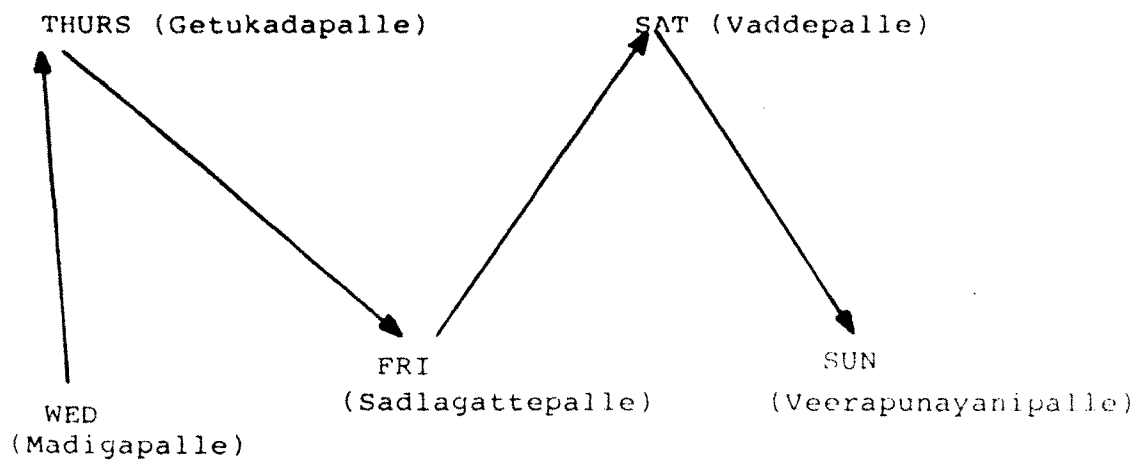 THURS (Getukadapalle)
SAT (Vaddepalle)
FRI
(Sadlagattepalle)
SUN
(Veerapunayanipalle)
WED
(Madigapalle)